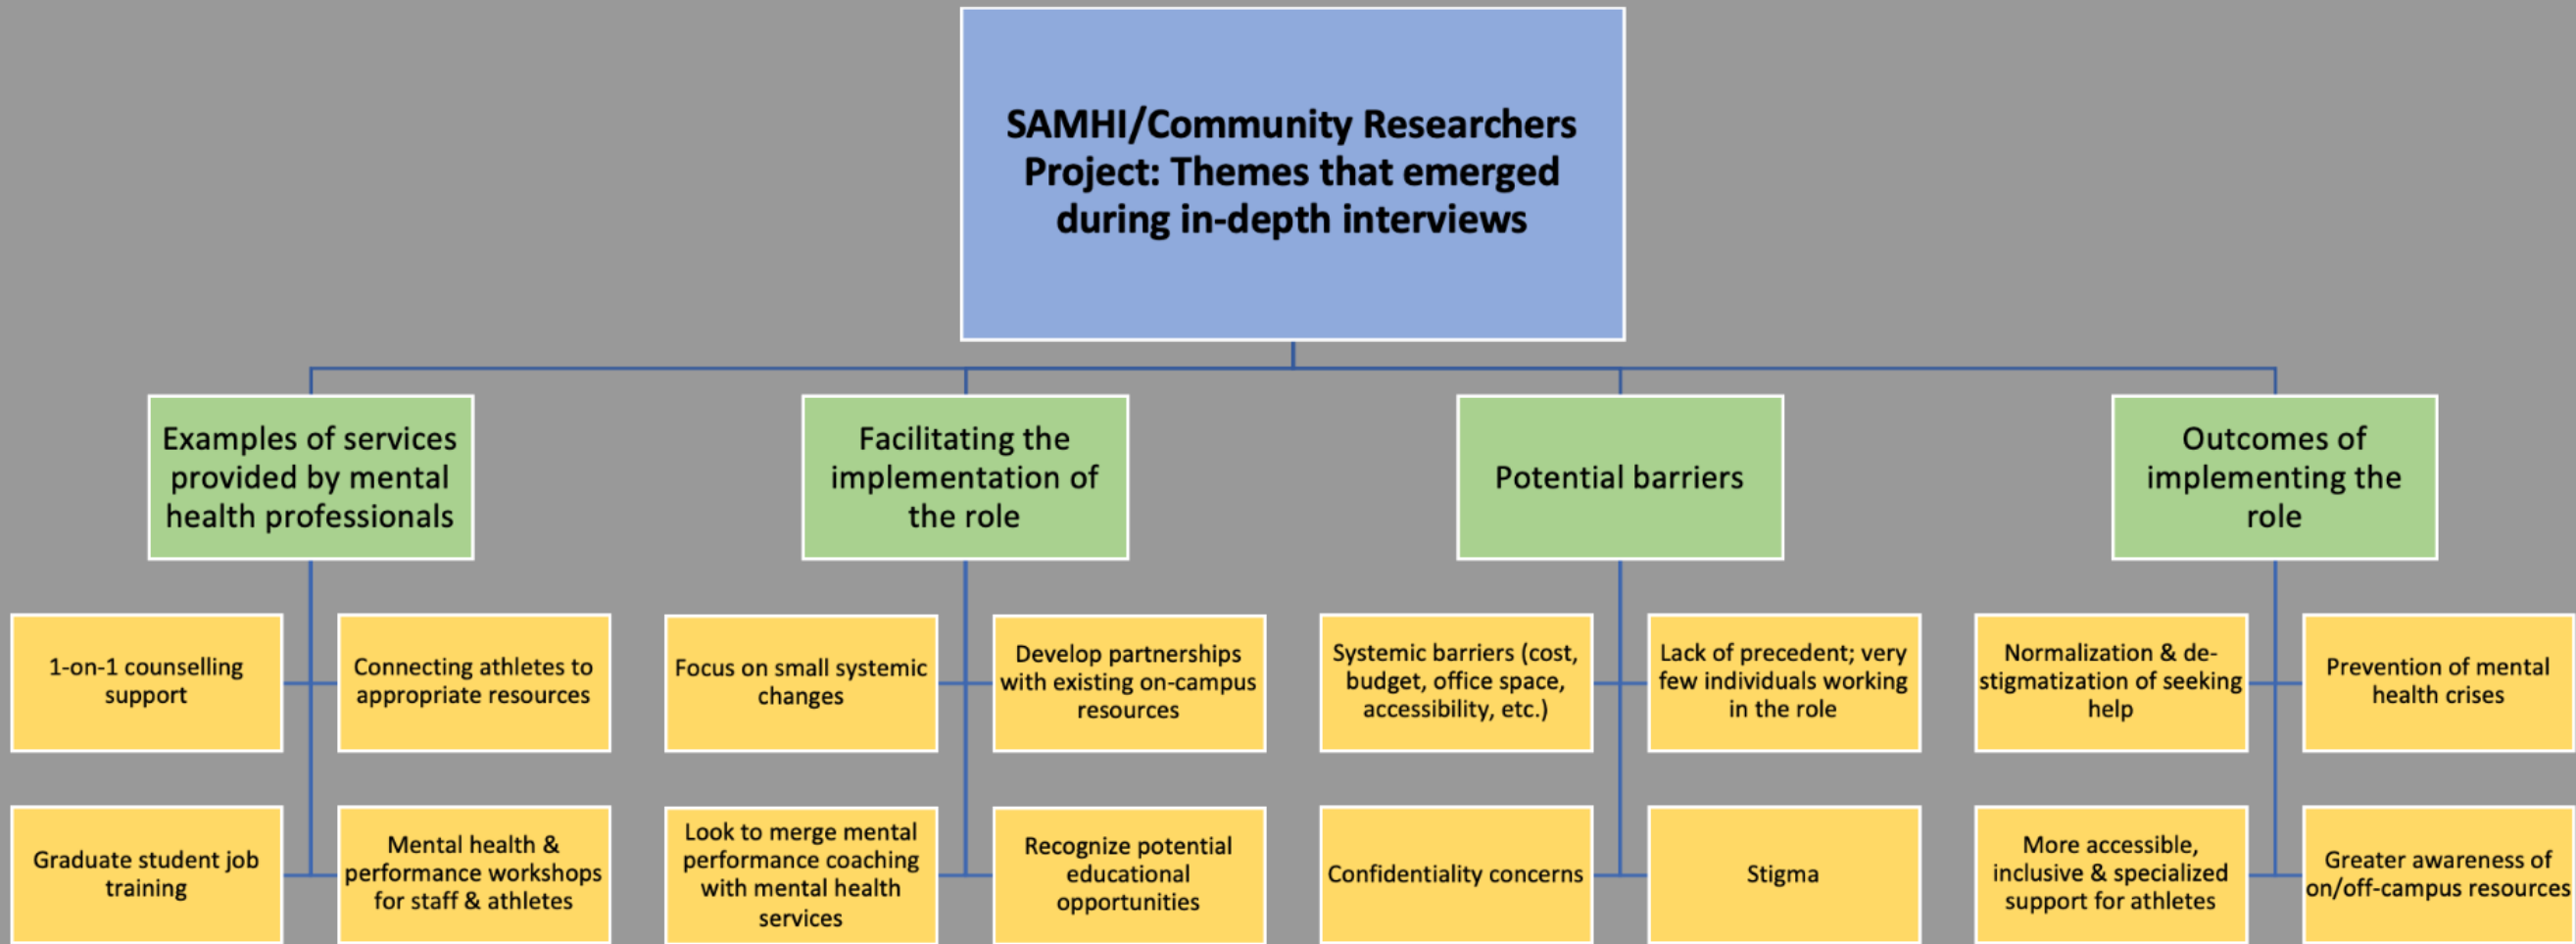 SAMHI/Community Researchers
Project: Themes that emerged
during in-depth interviews
Examples of services
provided by mental
health professionals
Facilitating the
implementation of
the role
Potential barriers
Outcomes of
implementing the
role
1-on-1 counselling
support
Connecting athletes to
appropriate resources
Focus on small systemic
changes
Develop partnerships
with existing on-campus
resources
Systemic barriers (cost,
budget, office space,
accessibility, etc.)
Lack of precedent; very
few individuals working
in the role
Normalization & de-
stigmatization of seeking
help
Prevention of mental
health crises
Graduate student job
training
Mental health &
performance workshops
for staff & athletes
Look to merge mental
performance coaching
with mental health
services
Recognize potential
educational
opportunities
Confidentiality concerns
Stigma
More accessible,
inclusive & specialized
support for athletes
Greater awareness of
on/off-campus resources